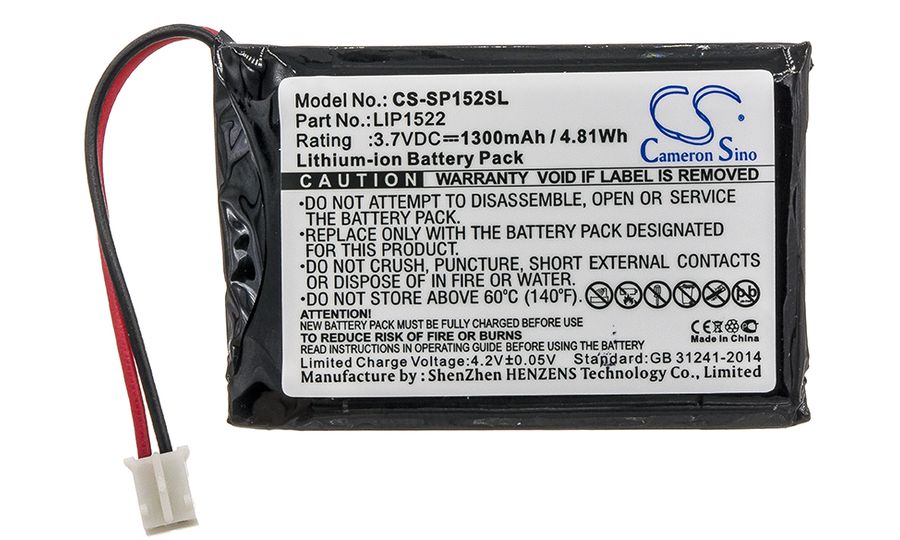 Model No.: CS-SP152SL
Part No.:LIP1522
Rating :3.7VDC⎓1300mAh / 4.81Wh
Lithium-ion Battery Pack
CS
Cameron Sino
CAUTION WARRANTY VOID IF LABEL IS REMOVED
•DO NOT ATTEMPT TO DISASSEMBLE, OPEN OR SERVICE
THE BATTERY PACK.
•REPLACE ONLY WITH THE BATTERY PACK DESIGNATED
FOR THIS PRODUCT.
•DO NOT CRUSH, PUNCTURE, SHORT EXTERNAL CONTACTS
OR DISPOSE OF IN FIRE OR WATER.
•DO NOT STORE ABOVE 60°C (140°F).
Pb
ATTENTION!
NEW BATTERY PACK MUST BE FULLY CHARGED BEFORE USE
TO REDUCE RISK OF FIRE OR BURNS
READ INSTRUCTIONS IN OPERATING GUIDE BEFORE USE.
CE
Made in China
Limited Charge Voltage:4.2V±0.05V Standard:GB 31241-2014
Manufacture by : ShenZhen HENZENS Technology Co., Limited